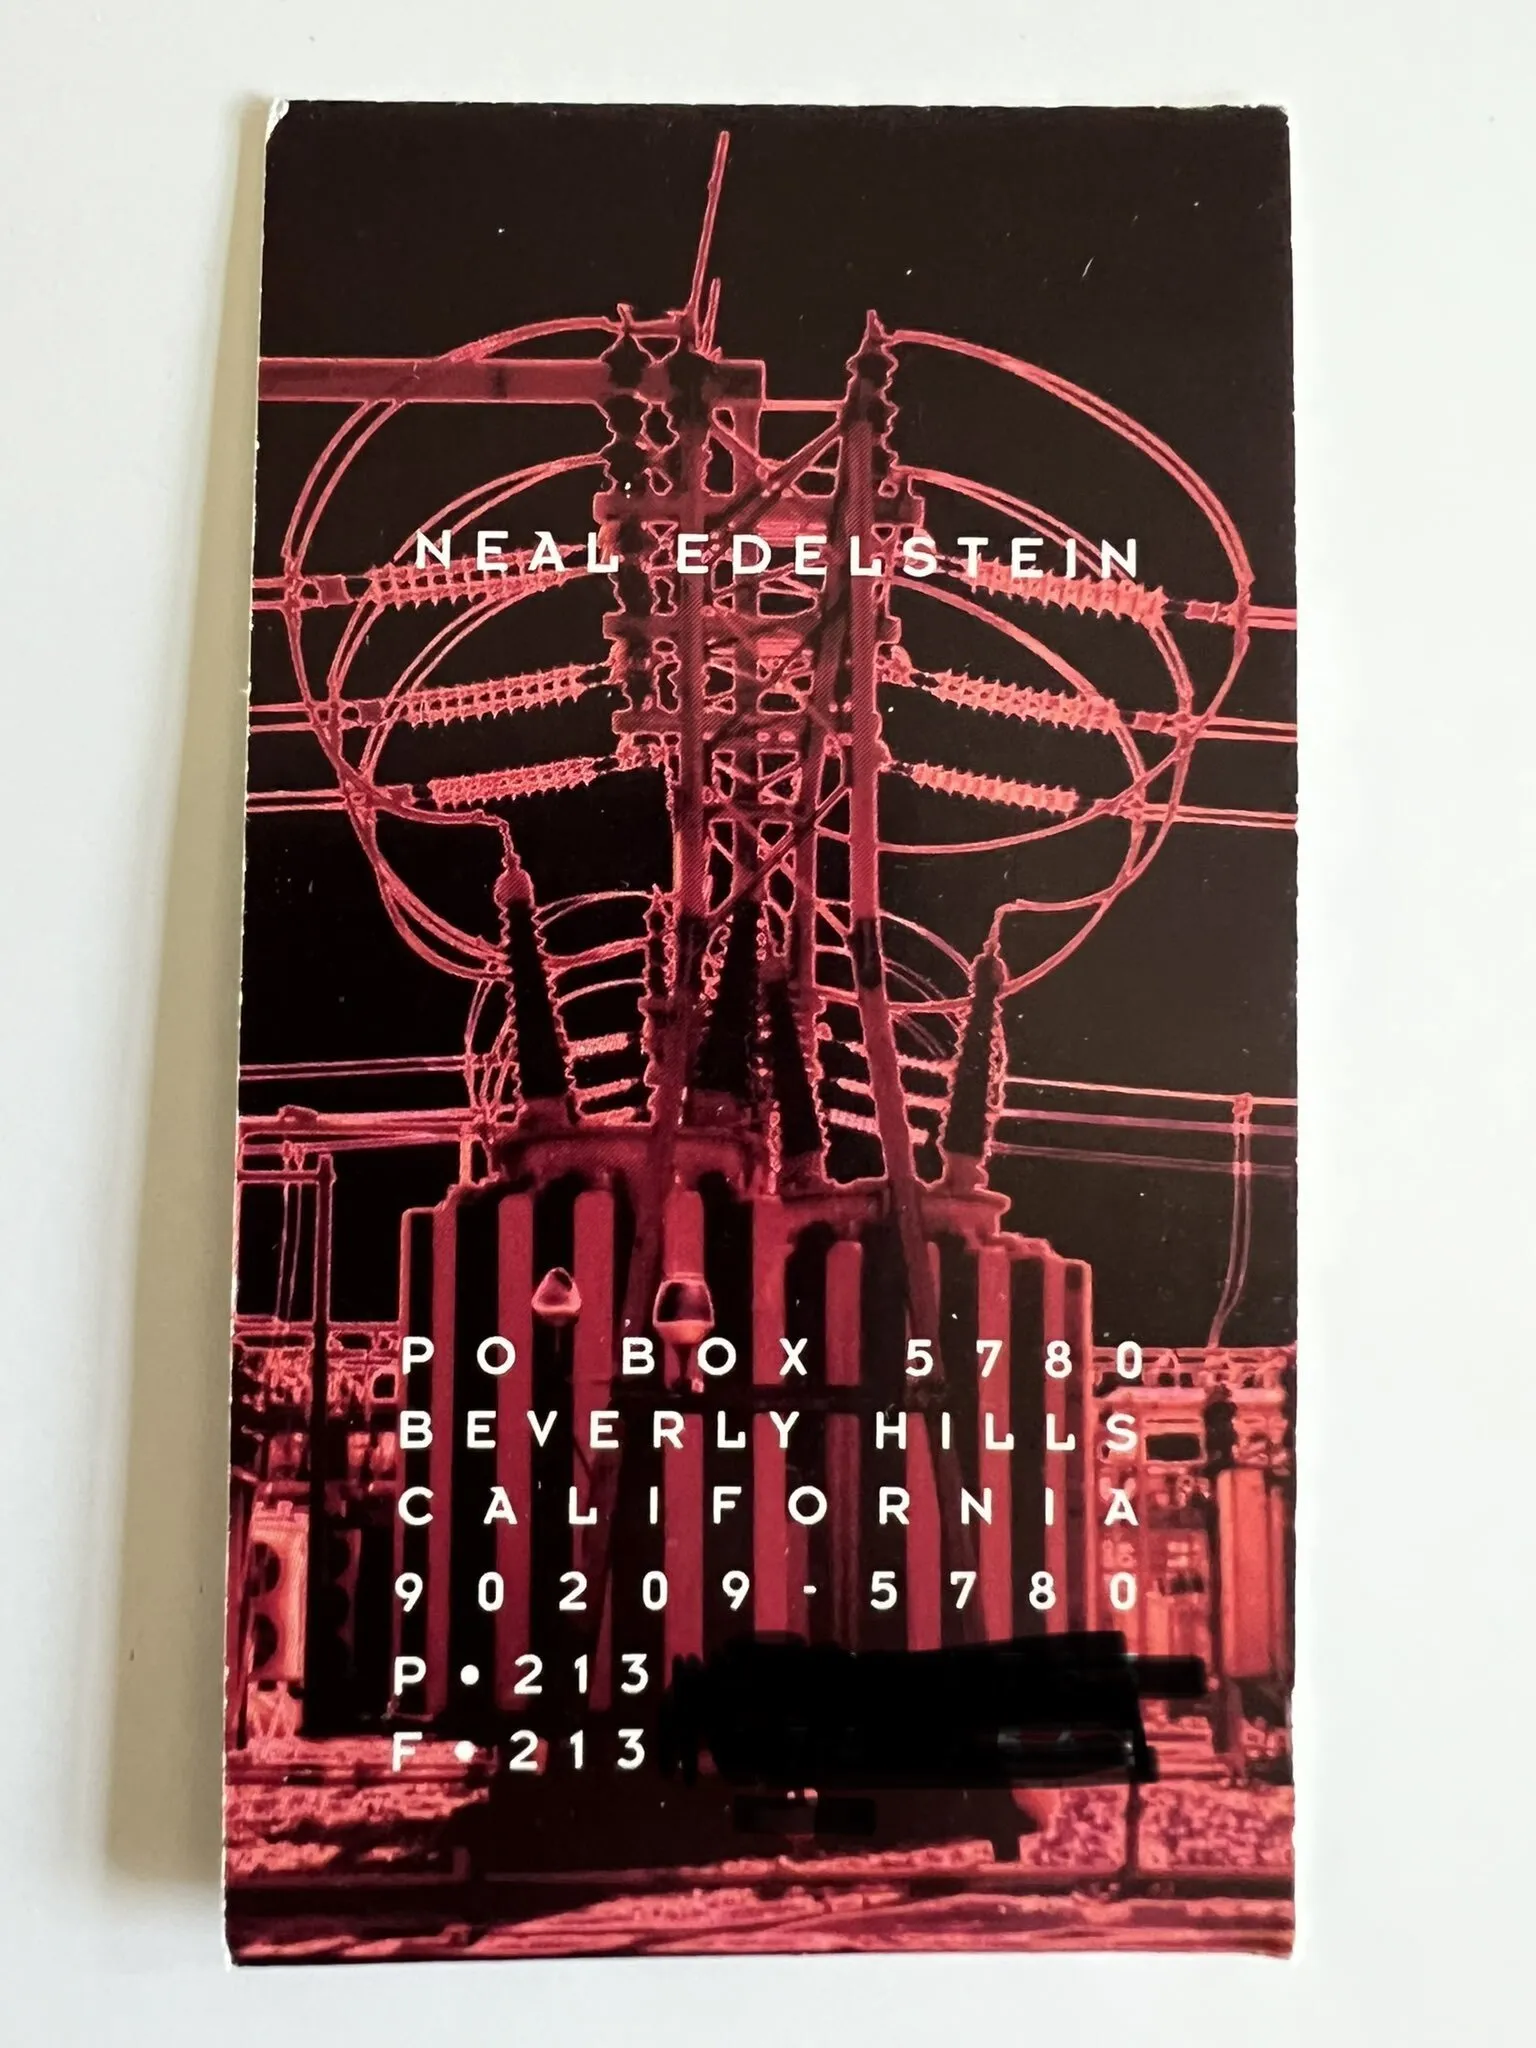 NEAL EDELSTEIN
PO BOX 5780
BEVERLY HILLS
CALIFORNIA
90209-5780
P•213
F•213